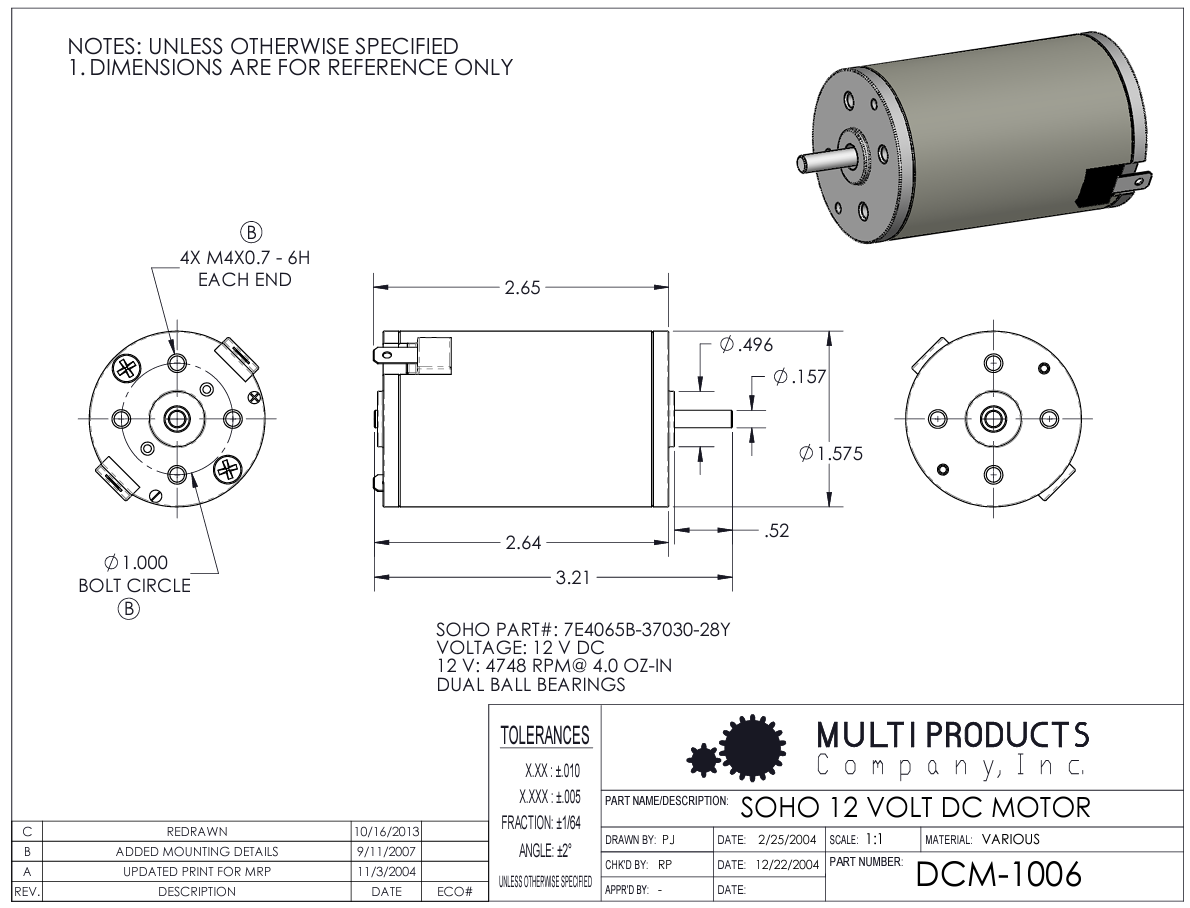 NOTES: UNLESS OTHERWISE SPECIFIED
1. DIMENSIONS ARE FOR REFERENCE ONLY
B
4X M4X0.7 - 6H
EACH END
2.65
Ø.496
Ø.157
Ø1.575
.52
2.64
3.21
Ø1.000
BOLT CIRCLE
B
SOHO PART#: 7E4065B-37030-28Y
VOLTAGE: 12 V DC
12 V: 4748 RPM@ 4.0 OZ-IN
DUAL BALL BEARINGS
TOLERANCES
X.XX : ±.010
X.XXX : ±.005
FRACTION: ±1/64
ANGLE: ±2°
UNLESS OTHERWISE SPECIFIED
MULTI PRODUCTS
Company, Inc.
PART NAME/DESCRIPTION: SOHO 12 VOLT DC MOTOR
DRAWN BY: PJ DATE: 2/25/2004 SCALE: 1:1 MATERIAL: VARIOUS
CHK'D BY: RP DATE: 12/22/2004 PART NUMBER: DCM-1006
APPR'D BY: - DATE:
C REDRAWN 10/16/2013
B ADDED MOUNTING DETAILS 9/11/2007
A UPDATED PRINT FOR MRP 11/3/2004
REV. DESCRIPTION DATE ECO#